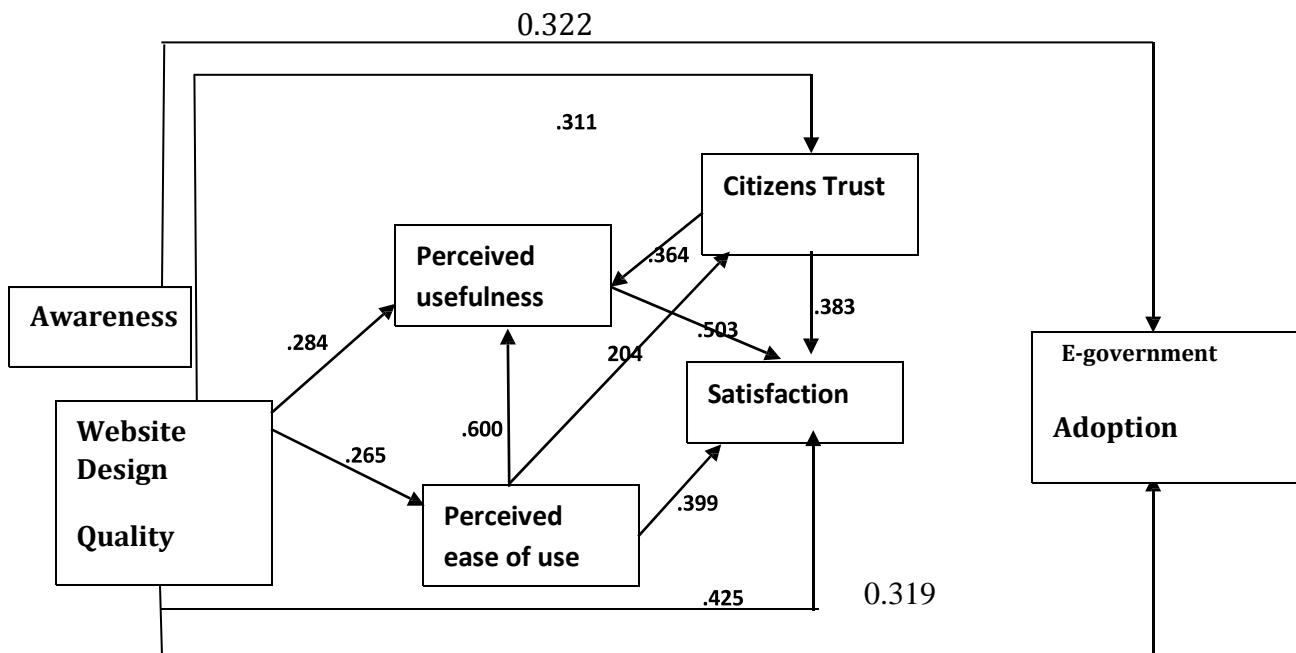 0.322
.311
Citizens Trust
Perceived
usefulness
.364
Awareness
.284
.503
.383
204
E-government
Adoption
Satisfaction
Website
Design
Quality
.600
.265
.399
Perceived
ease of use
.425
0.319